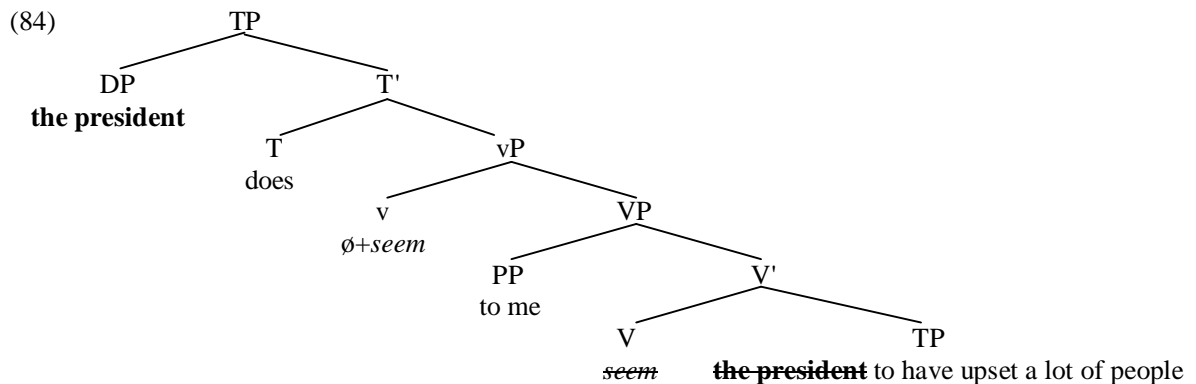 (84) TP
DP T'
the president
T vP
does
v VP
ø+seem
PP V'
to me
V TP
seem the president to have upset a lot of people